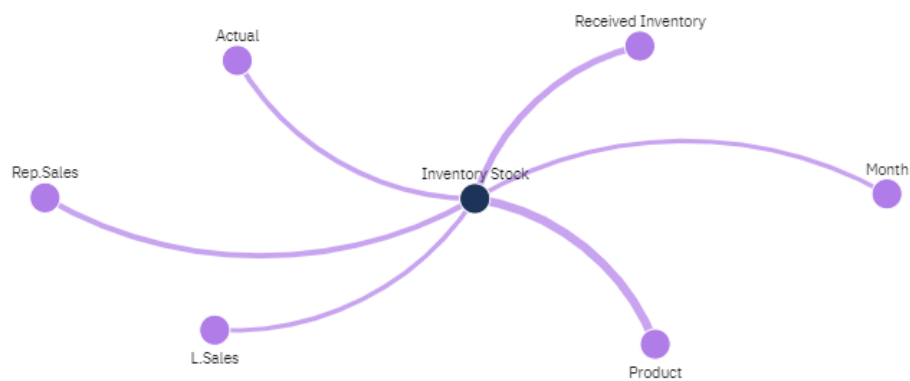 Received Inventory
Actual
Month
Rep.Sales
Inventory Stock
L.Sales
Product